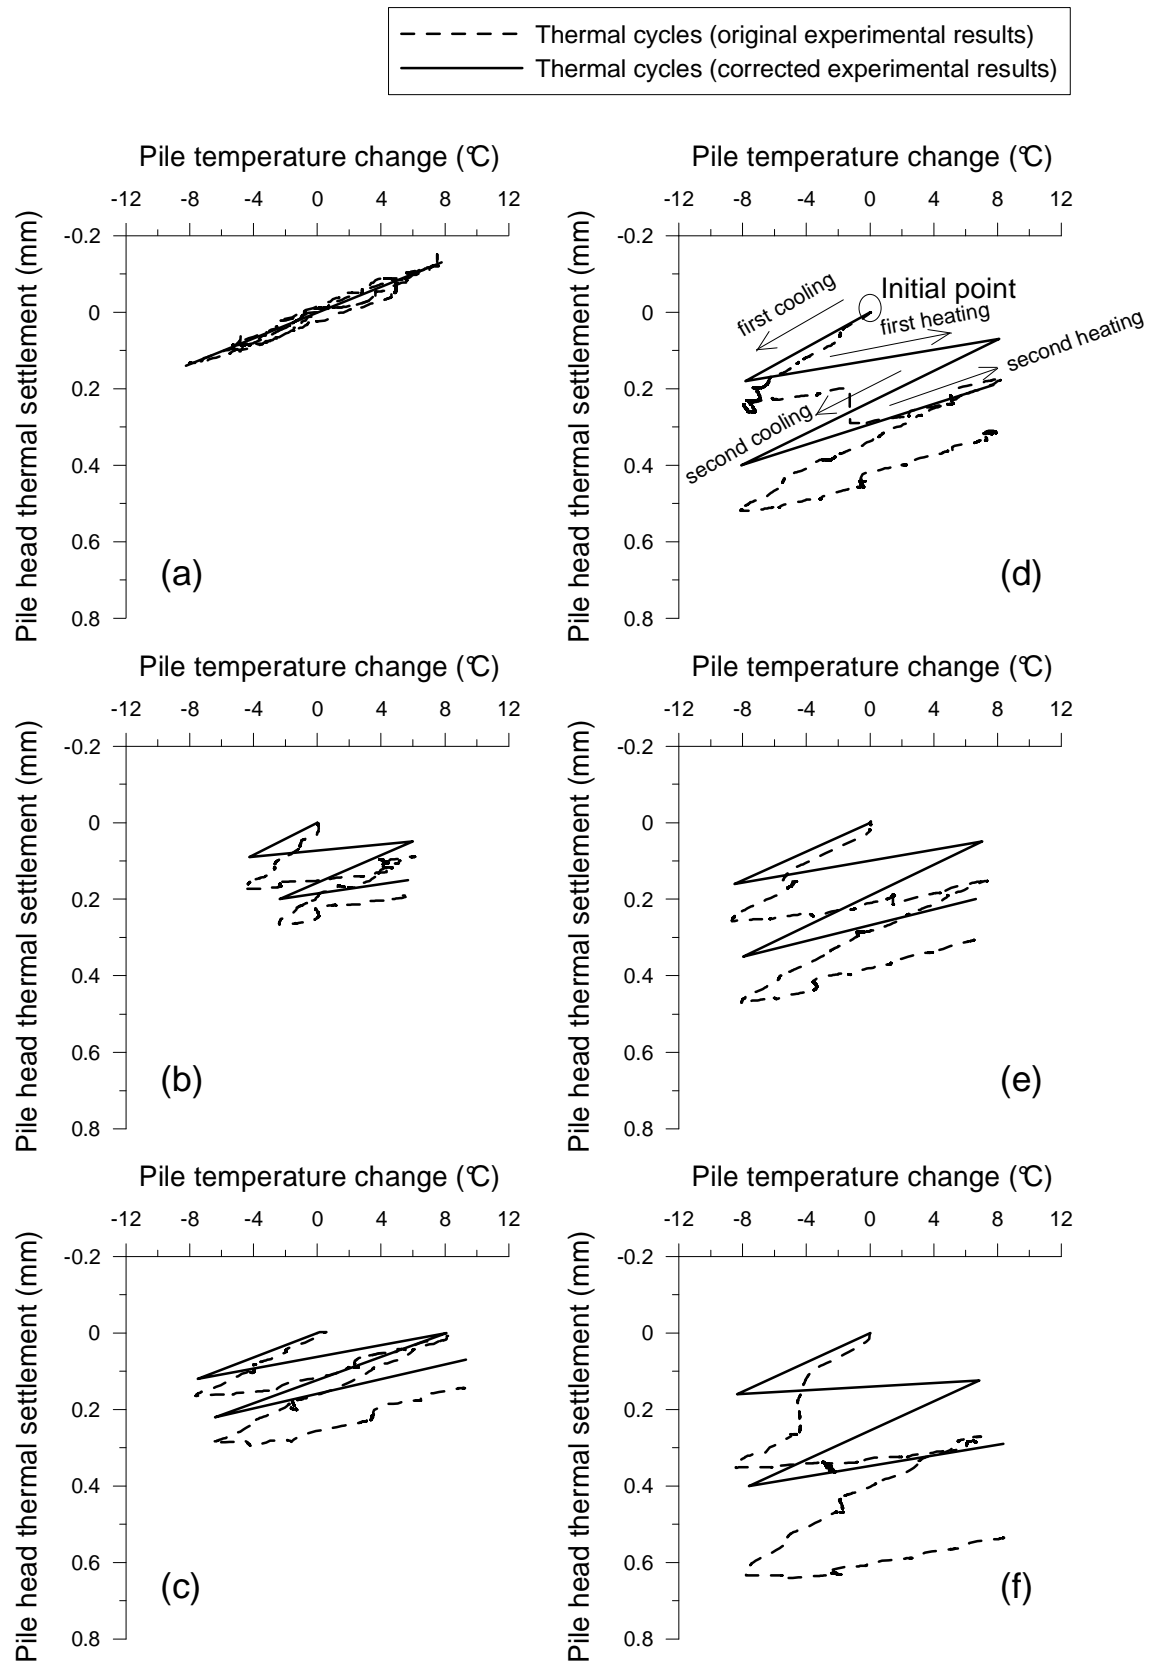 Thermal cycles (original experimental results)
Thermal cycles (corrected experimental results)
Pile temperature change (°C)
-12 -8 -4 0 4 8 12
Pile head thermal settlement (mm)
-0.2
0
0.2
0.4
0.6
0.8
(a)
Pile temperature change (°C)
-12 -8 -4 0 4 8 12
Pile head thermal settlement (mm)
-0.2
0
0.2
0.4
0.6
0.8
first cooling
Initial point
first heating
second heating
second cooling
(d)
Pile temperature change (°C)
-12 -8 -4 0 4 8 12
Pile head thermal settlement (mm)
-0.2
0
0.2
0.4
0.6
0.8
(b)
Pile temperature change (°C)
-12 -8 -4 0 4 8 12
Pile head thermal settlement (mm)
-0.2
0
0.2
0.4
0.6
0.8
(e)
Pile temperature change (°C)
-12 -8 -4 0 4 8 12
Pile head thermal settlement (mm)
-0.2
0
0.2
0.4
0.6
0.8
(c)
Pile temperature change (°C)
-12 -8 -4 0 4 8 12
Pile head thermal settlement (mm)
-0.2
0
0.2
0.4
0.6
0.8
(f)